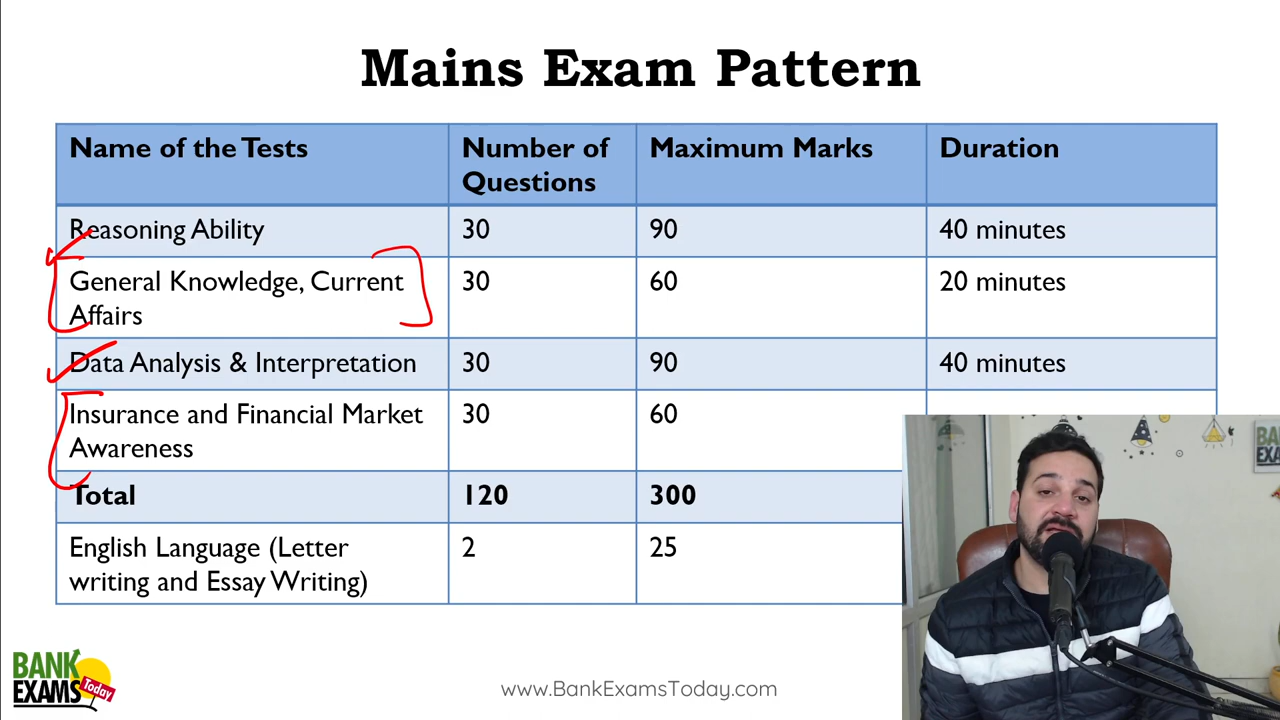 Mains Exam Pattern
Name of the Tests
Number of Questions
Maximum Marks
Duration
Reasoning Ability
30
90
40 minutes
General Knowledge, Current Affairs
30
60
20 minutes
Data Analysis & Interpretation
30
90
40 minutes
Insurance and Financial Market Awareness
30
60
Total
120
300
English Language (Letter writing and Essay Writing)
2
25
BANK
EXAMS
Today
www.BankExamsToday.com
BANK
EXA